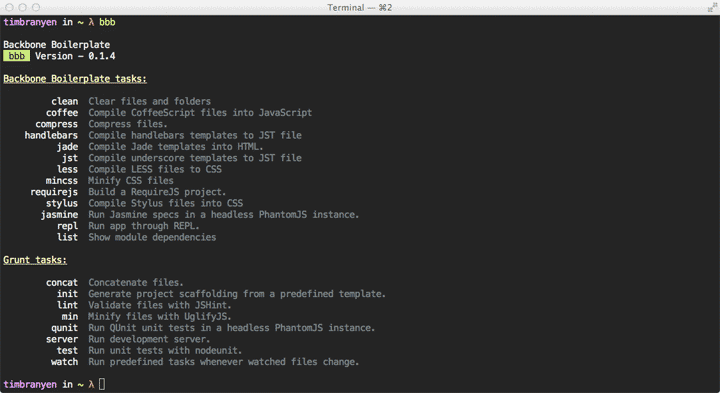 Terminal — ⌘2
timbranyen in ~ λ bbb
Backbone Boilerplate
bbb Version - 0.1.4
Backbone Boilerplate tasks:
clean Clear files and folders
coffee Compile CoffeeScript files into JavaScript
compress Compress files.
handlebars Compile handlebars templates to JST file
jade Compile Jade templates into HTML.
jst Compile underscore templates to JST file
less Compile LESS files to CSS
mincss Minify CSS files
requirejs Build a RequireJS project.
stylus Compile Stylus files into CSS
jasmine Run Jasmine specs in a headless PhantomJS instance.
repl Run app through REPL.
list Show module dependencies
Grunt tasks:
concat Concatenate files.
init Generate project scaffolding from a predefined template.
lint Validate files with JSHint.
min Minify files with UglifyJS.
qunit Run QUnit unit tests in a headless PhantomJS instance.
server Run development server.
test Run unit tests with nodeunit.
watch Run predefined tasks whenever watched files change.
timbranyen in ~ λ